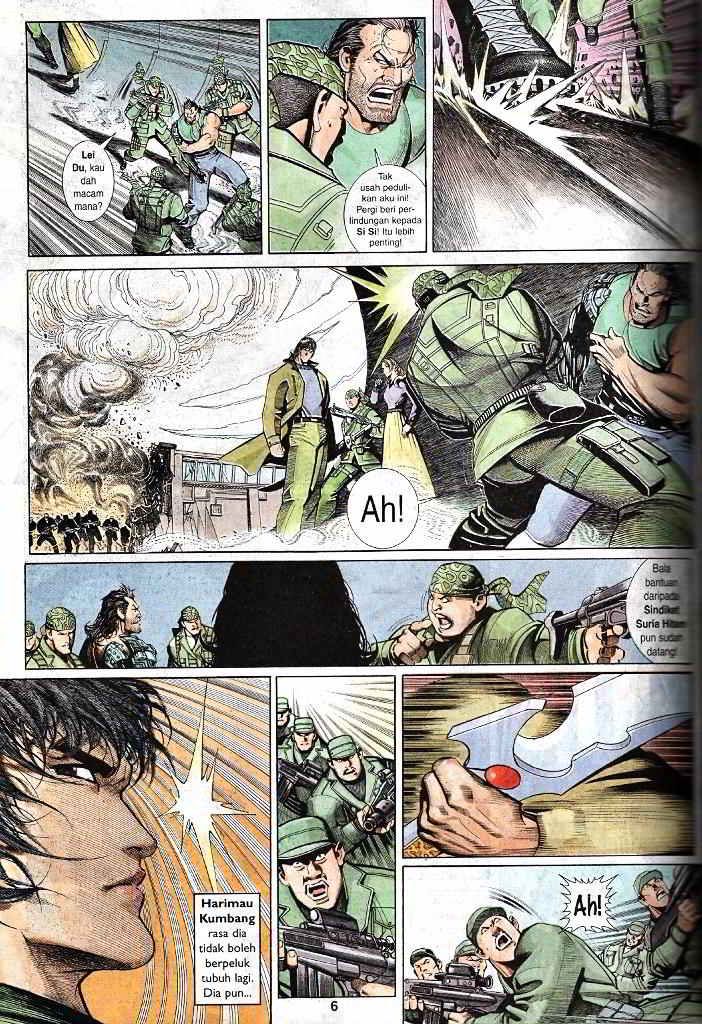 Lei
Du, kau
dah
macam
mana?
Tak
usah peduli-
kan aku ini!
Pergi beri per-
lindungan kepada
Si Si! Itu lebih
penting!
Ah!
Bala
bantuan
daripada
Sindiket
Suria Hitam
pun sudah
datang!
Harimau
Kumbang
rasa dia
tidak boleh
berpeluk
tubuh lagi.
Dia pun...
Ah!
6